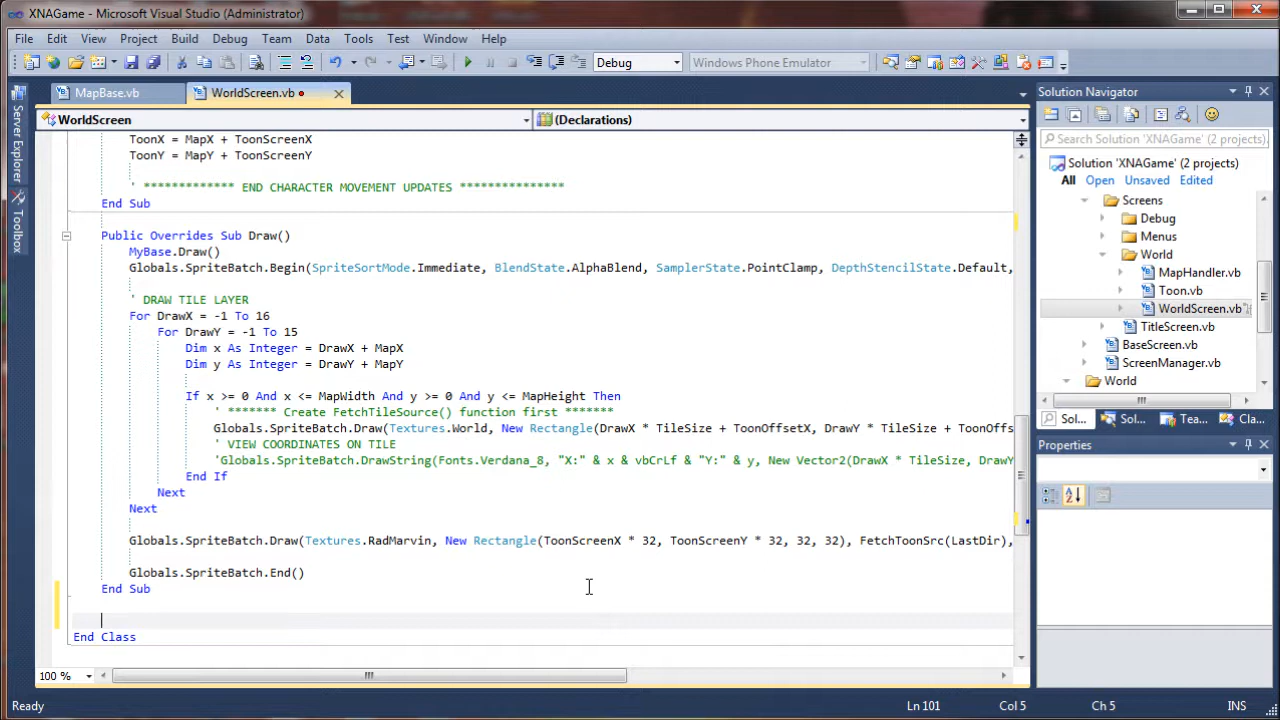 XNAGame - Microsoft Visual Studio (Administrator)
File Edit View Project Build Debug Team Data Tools Test Window Help
Debug Windows Phone Emulator
MapBase.vb WorldScreen.vb
WorldScreen (Declarations)
ToonX = MapX + ToonScreenX
ToonY = MapY + ToonScreenY
' ************* END CHARACTER MOVEMENT UPDATES ***************
End Sub
Public Overrides Sub Draw()
MyBase.Draw()
Globals.SpriteBatch.Begin(SpriteSortMode.Immediate, BlendState.AlphaBlend, SamplerState.PointClamp, DepthStencilState.Default,
' DRAW TILE LAYER
For DrawX = -1 To 16
For DrawY = -1 To 15
Dim x As Integer = DrawX + MapX
Dim y As Integer = DrawY + MapY
If x >= 0 And x <= MapWidth And y >= 0 And y <= MapHeight Then
' ******* Create FetchTileSource() function first *******
Globals.SpriteBatch.Draw(Textures.World, New Rectangle(DrawX * TileSize + ToonOffsetX, DrawY * TileSize + ToonOffs
' VIEW COORDINATES ON TILE
'Globals.SpriteBatch.DrawString(Fonts.Verdana_8, "X:" & x & vbCrLf & "Y:" & y, New Vector2(DrawX * TileSize, DrawY
End If
Next
Next
Globals.SpriteBatch.Draw(Textures.RadMarvin, New Rectangle(ToonScreenX * 32, ToonScreenY * 32, 32, 32), FetchToonSrc(LastDir),
Globals.SpriteBatch.End()
End Sub
End Class
100 %
Ready Ln 101 Col 5 Ch 5 INS
Server Explorer
Toolbox
Solution Navigator
Search Solution 'XNAGame' (2 projects)
Solution 'XNAGame' (2 projects)
All Open Unsaved Edited
Screens
Debug
Menus
World
MapHandler.vb
Toon.vb
WorldScreen.vb
TitleScreen.vb
BaseScreen.vb
ScreenManager.vb
World
Sol... Sol... Tea... Cla...
Properties